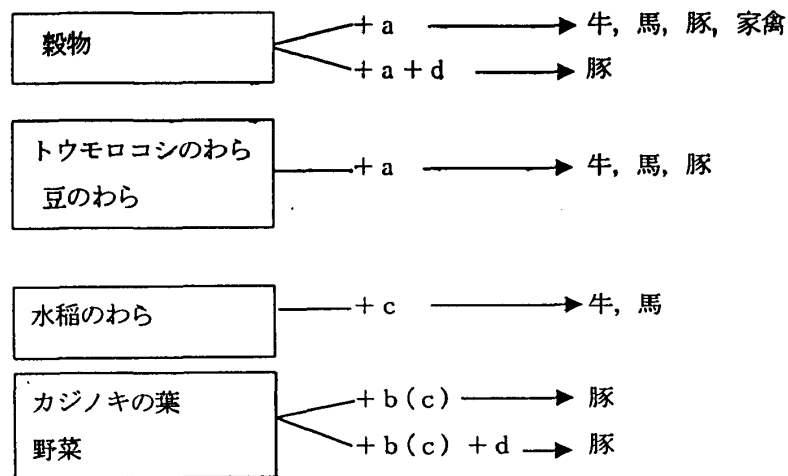 穀物
+a 牛, 馬, 豚, 家禽
+a+d 豚
トウモロコシのわら
豆のわら
+a 牛, 馬, 豚
水稲のわら
+c 牛, 馬
カジノキの葉
野菜
+b(c) 豚
+b(c)+d 豚